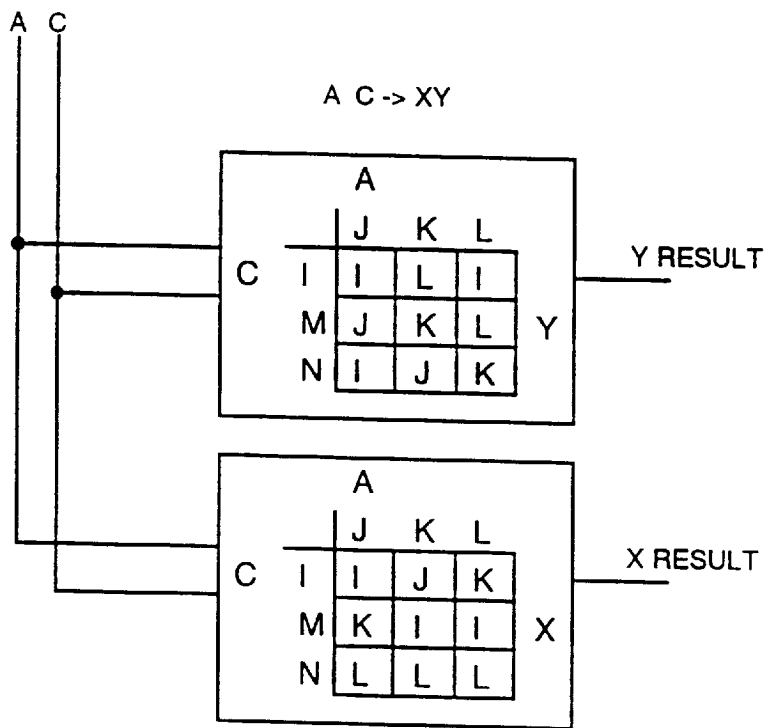 A C
A C -> XY
A
J K L
C I I L I
Y RESULT
M J K L Y
N I J K
A
J K L
X RESULT
C I I J K
M K I I X
N L L L